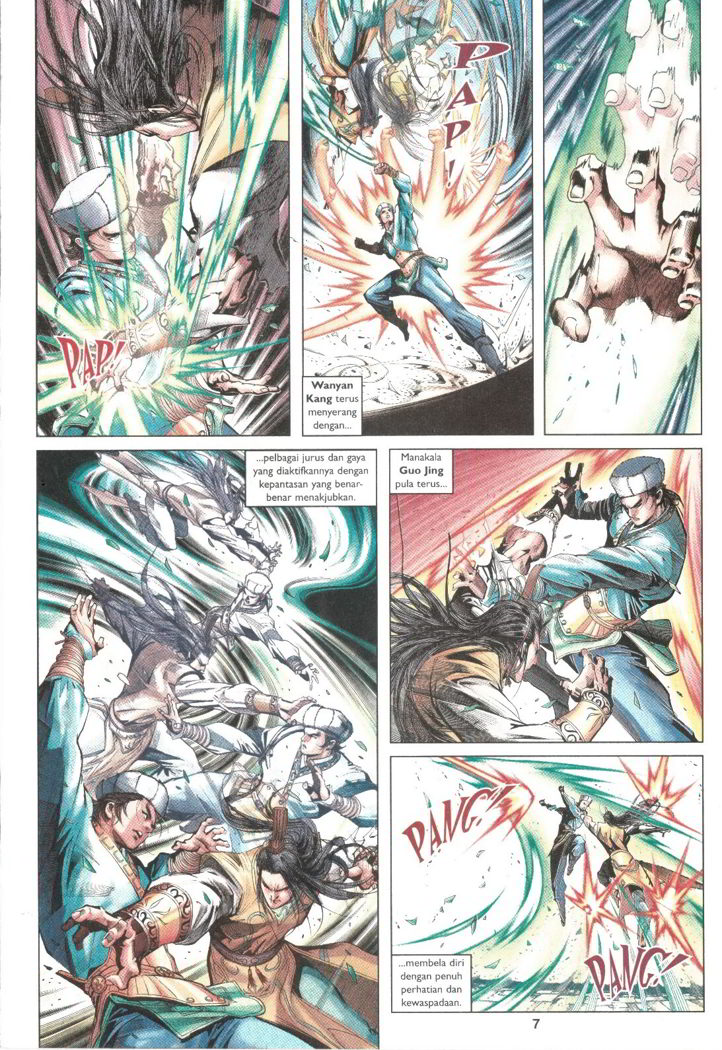 PAP!
PAP!
Wanyan
Kang terus
menyerang
dengan...
...pelbagai jurus dan gaya
yang diaktifkannya dengan
kepantasan yang benar-
benar menakjubkan.
Manakala
Guo Jing
pula terus...
PANG!
PANG!
...membela diri
dengan penuh
perhatian dan
kewaspadaan.
7